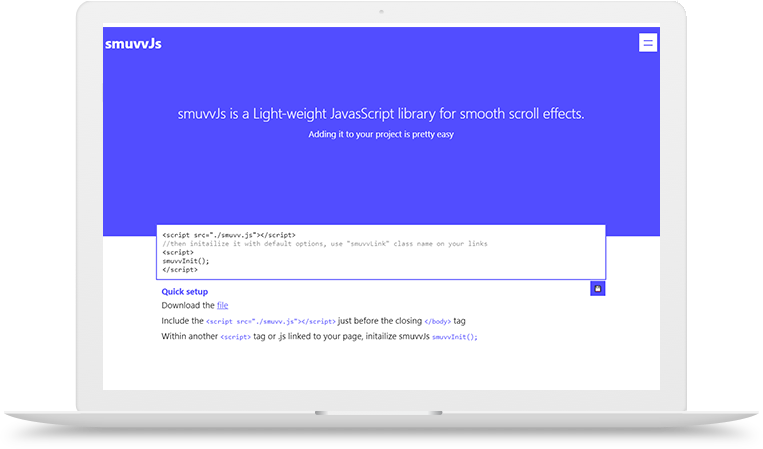 smuvvJs
smuvvJs is a Light-weight JavasScript library for smooth scroll effects.
Adding it to your project is pretty easy
<script src="./smuvv.js"></script>
//then initailize it with default options, use "smuvvLink" class name on your links
<script>
smuvvInit();
</script>
Quick setup
Download the file
Include the <script src="./smuvv.js"></script> just before the closing </body> tag
Within another <script> tag or .js linked to your page, initailize smuvvJs smuvvInit();